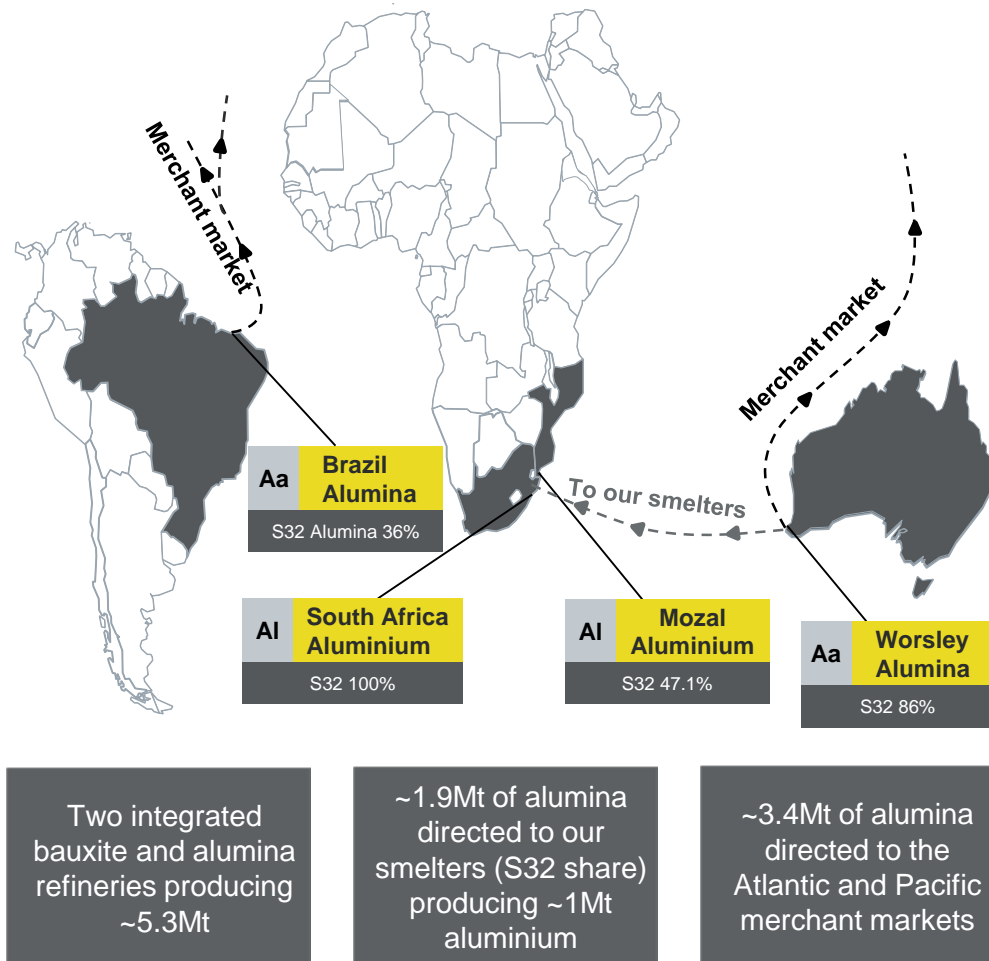 Merchant market
Merchant market
To our smelters
Aa
Brazil
Alumina
S32 Alumina 36%
Al
South Africa
Aluminium
S32 100%
Al
Mozal
Aluminium
S32 47.1%
Aa
Worsley
Alumina
S32 86%
Two integrated
bauxite and alumina
refineries producing
~5.3Mt
~1.9Mt of alumina
directed to our
smelters (S32 share)
producing ~1Mt
aluminium
~3.4Mt of alumina
directed to the
Atlantic and Pacific
merchant markets